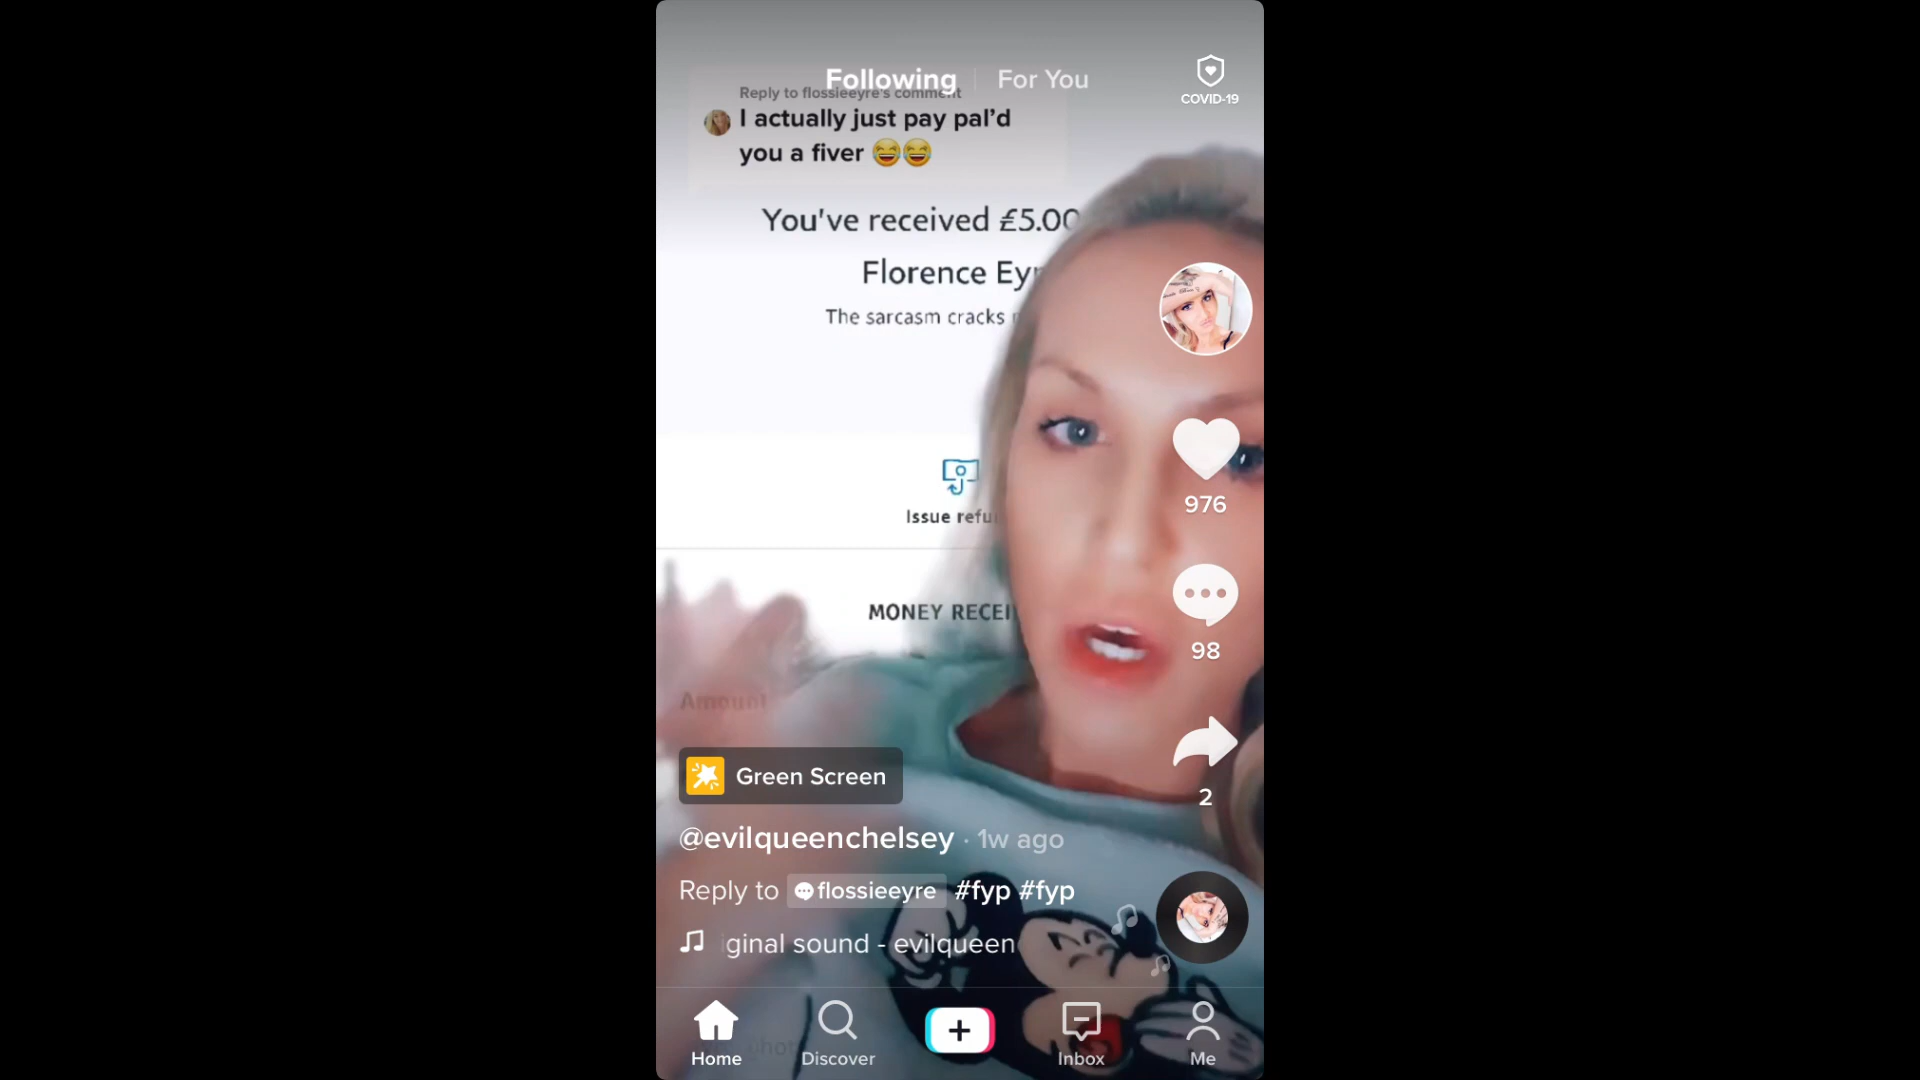 Following
For You
COVID-19
Reply to flossieeyre's comment
I actually just pay pal'd
you a fiver 😂😂
You've received £5.00
Florence Ey
The sarcasm cracks
Issue refu
MONEY RECEI
Amount
976
98
2
Green Screen
@evilqueenchelsey · 1w ago
Reply to flossieeyre #fyp #fyp
ginal sound - evilqueen
Home
Discover
Inbox
Me